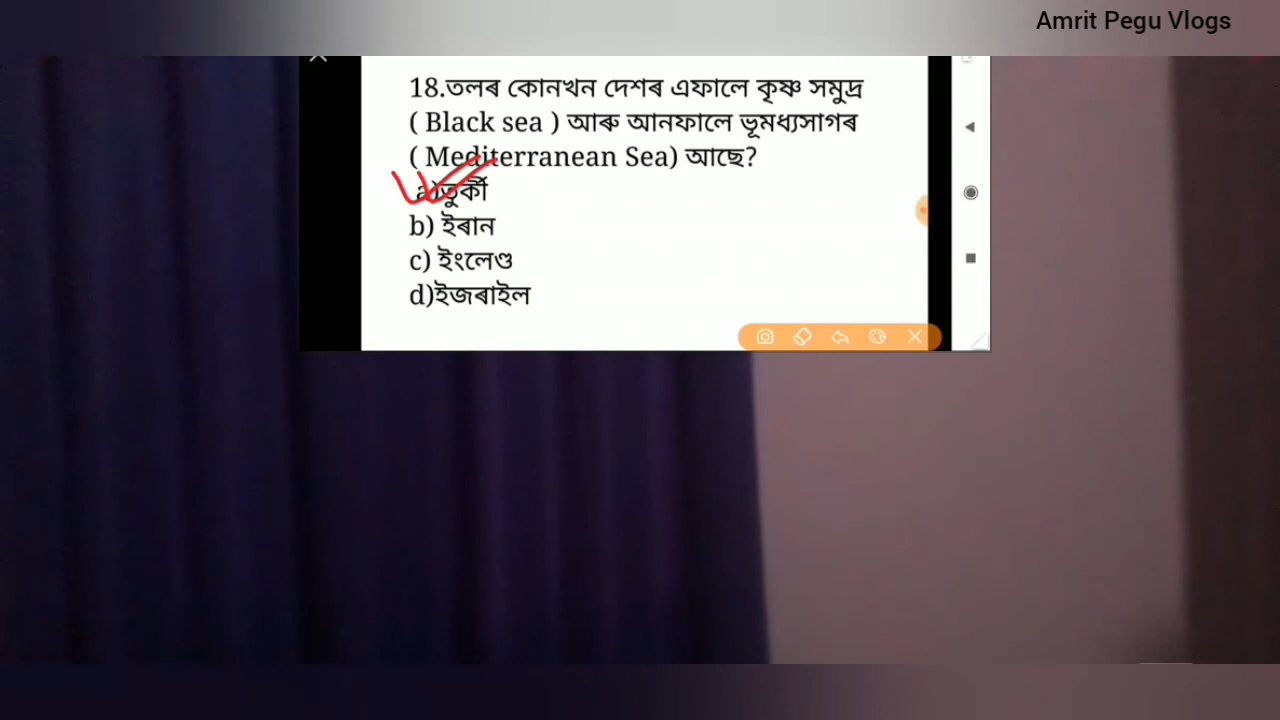 Amrit Pegu Vlogs
18.তলৰ কোনখন দেশৰ এফালে কৃষ্ণ সমুদ্ৰ
( Black sea ) আৰু আনফালে ভূমধ্যসাগৰ
( Mediterranean Sea) আছে?
a)তুৰ্কী
b) ইৰান
c) ইংলেণ্ড
d)ইজৰাইল